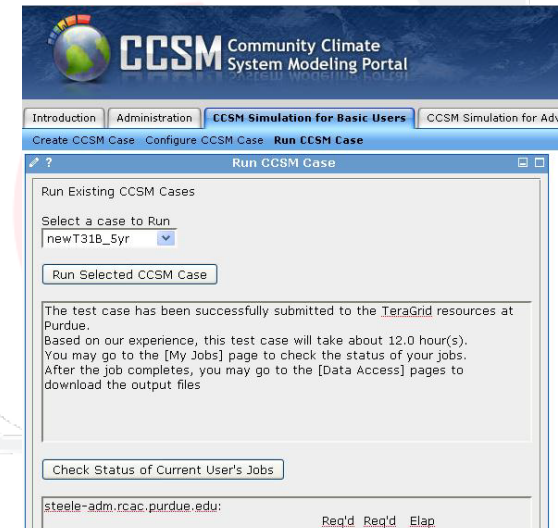 CCSM Community Climate
System Modeling Portal
Introduction Administration CCSM Simulation for Basic Users CCSM Simulation for Adv
Create CCSM Case Configure CCSM Case Run CCSM Case
? Run CCSM Case
Run Existing CCSM Cases
Select a case to Run
newT31B_5yr
Run Selected CCSM Case
The test case has been successfully submitted to the TeraGrid resources at
Purdue.
Based on our experience, this test case will take about 12.0 hour(s).
You may go to the [My Jobs] page to check the status of your jobs.
After the job completes, you may go to the [Data Access] pages to
download the output files
Check Status of Current User's Jobs
steele-adm.rcac.purdue.edu:
Req'd Req'd Elap